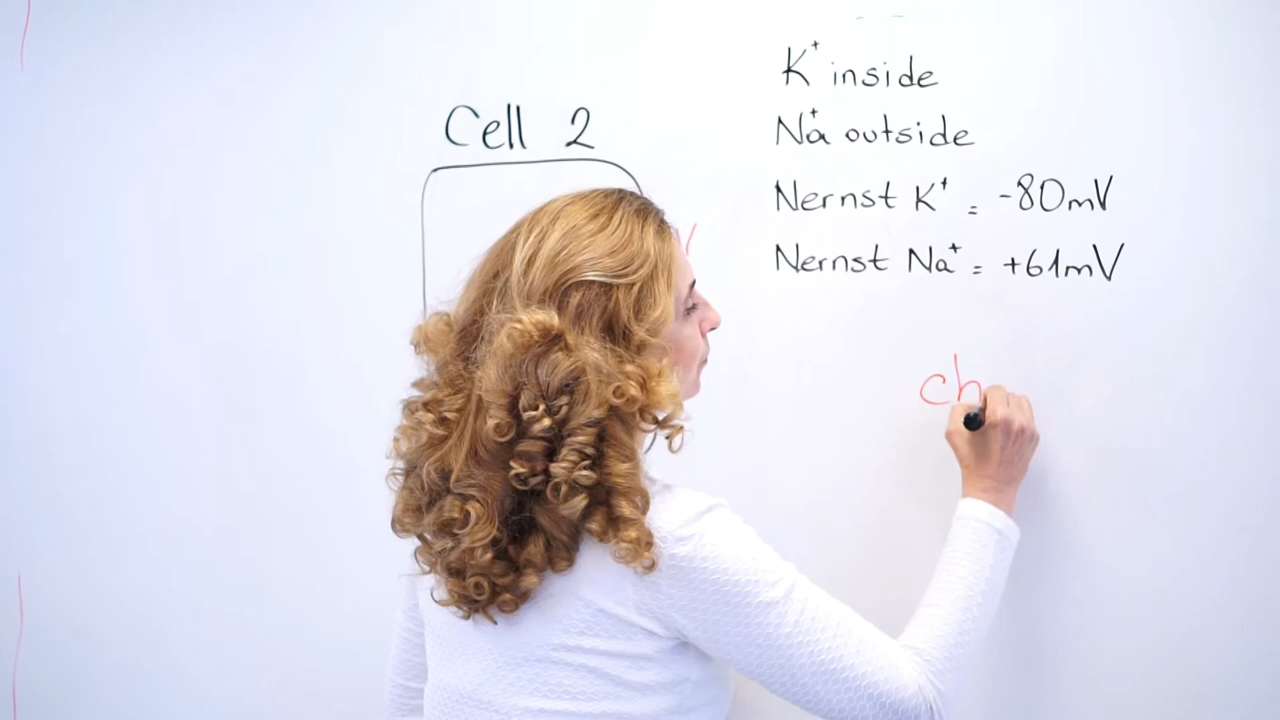 Cell 2
K⁺ inside
Na⁺ outside
Nernst K⁺ = -80mV
Nernst Na⁺ = +61mV
ch